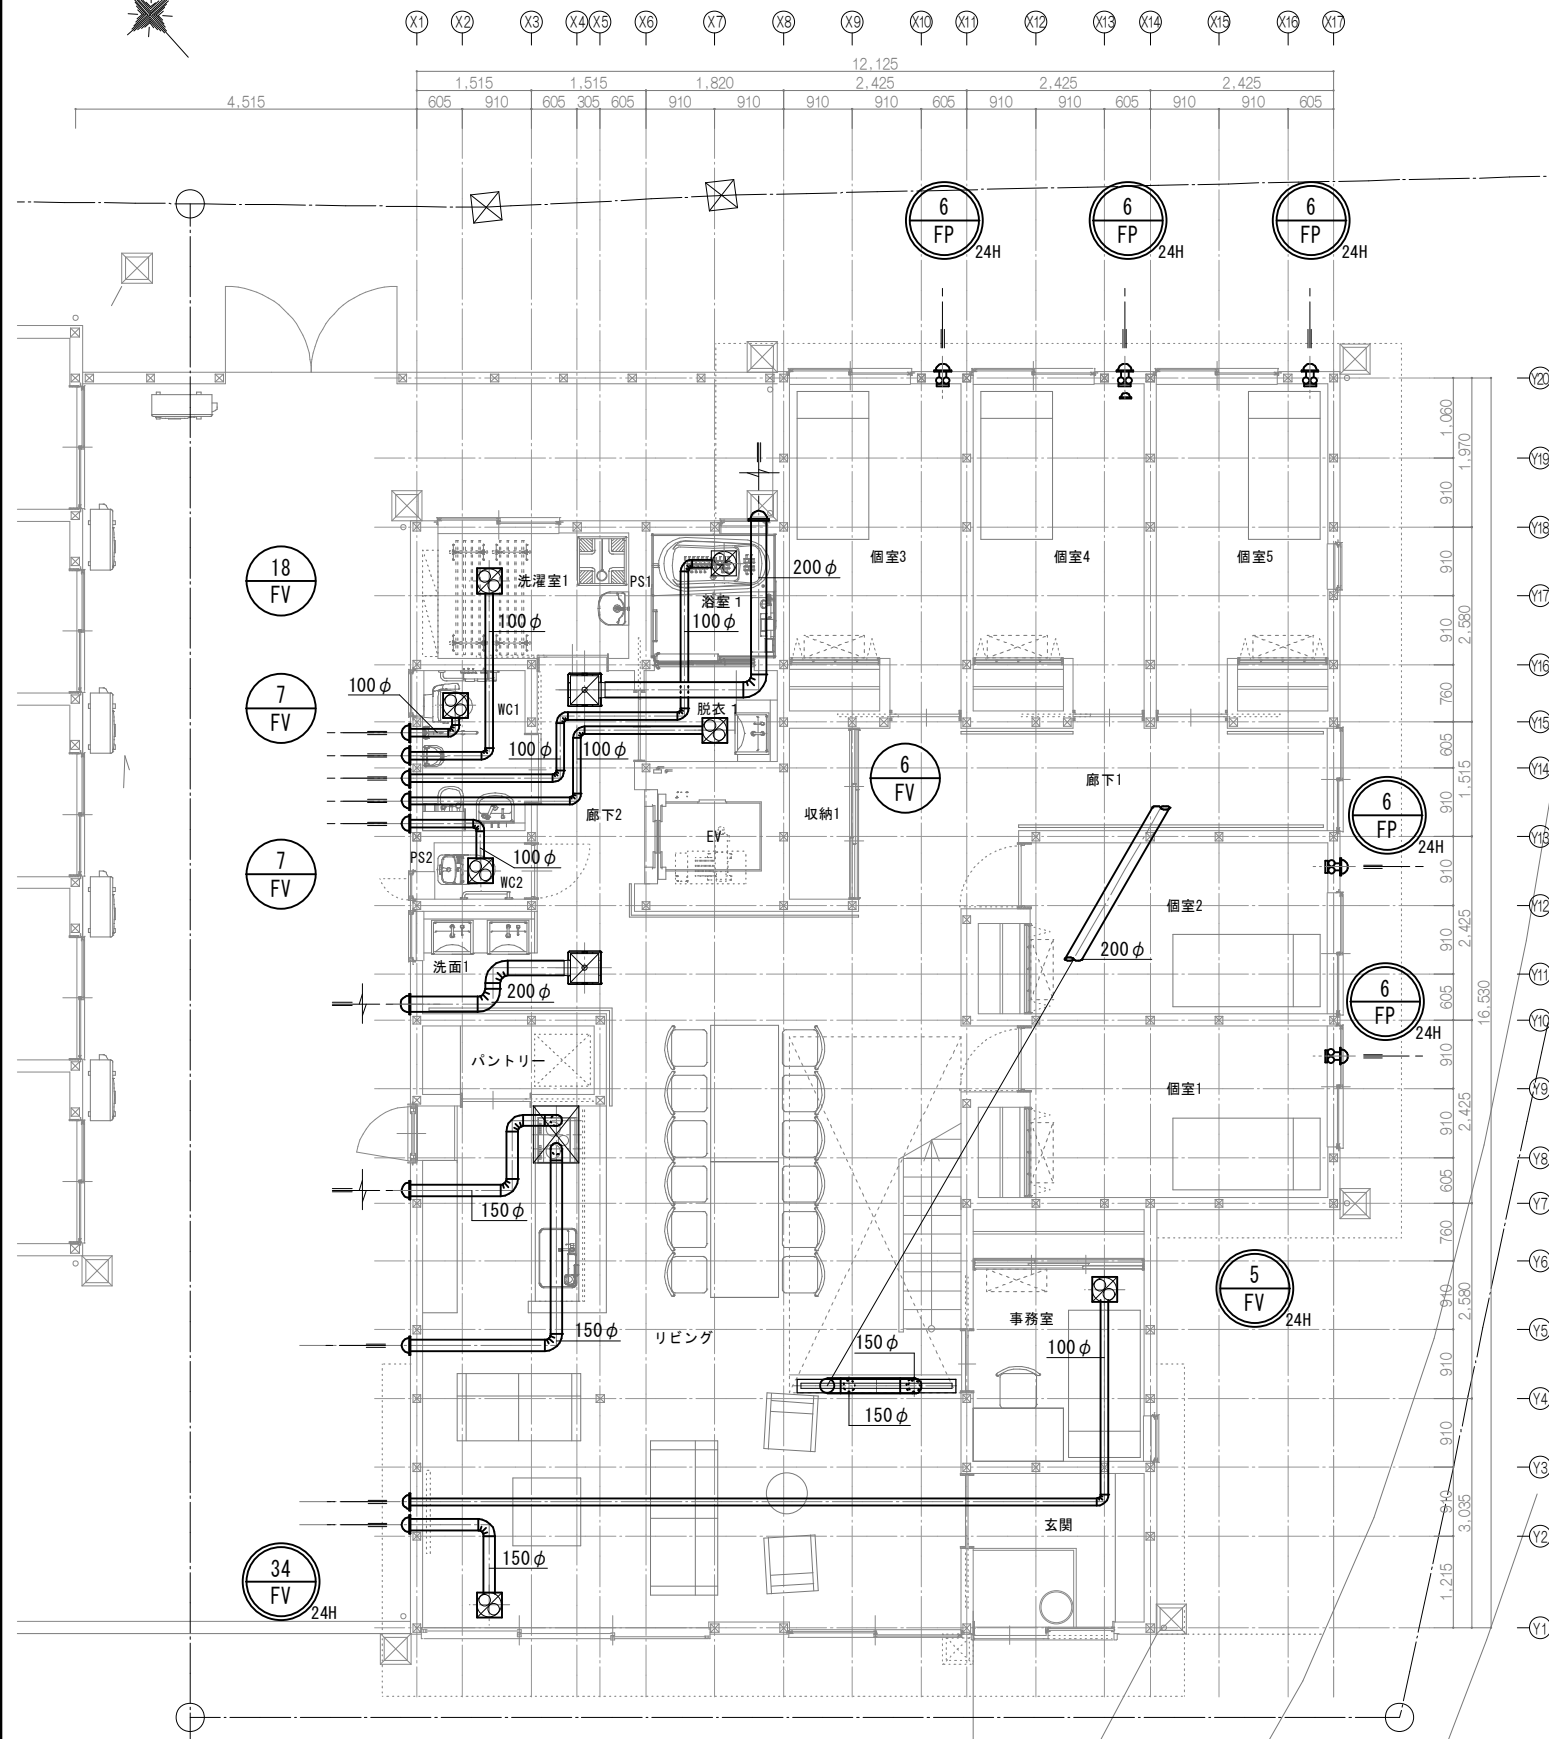 X1 X2 X3 X4 X5 X6 X7 X8 X9 X10 X11 X12 X13 X14 X15 X16 X17
12,125
4,515 1,515 1,515 1,820 2,425 2,425 2,425
605 910 605 305 605 910 910 910 910 605 910 910 605 910 910 605
6
FP
24H
6
FP
24H
6
FP
24H
Y20
1,060
1,970
Y19
910
Y18
18
FV
洗濯室1
PS1
浴室1
200φ
個室3
個室4
個室5
910
Y17
100φ
100φ
910
2,580
Y16
7
FV
100φ
WC1
脱衣1
760
Y15
100φ
100φ
6
FV
廊下1
605
1,515
Y14
廊下2
EV
収納1
6
FP
24H
910
Y13
7
FV
PS2
100φ
WC2
910
Y12
個室2
2,425
洗面1
200φ
200φ
910
Y11
6
FP
24H
605
16,530
Y10
パントリー
910
個室1
Y9
2,425
910
Y8
150φ
605
Y7
760
Y6
5
FV
24H
910
2,580
150φ
リビング
事務室
Y5
150φ
100φ
910
150φ
Y4
910
Y3
910
3,035
玄関
Y2
34
FV
24H
150φ
1,215
Y1